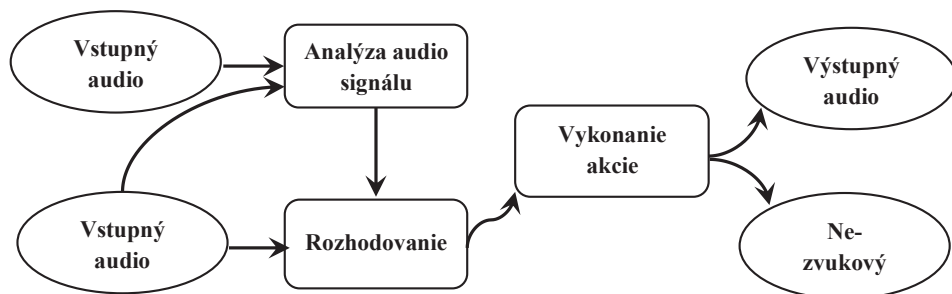 Vstupný
audio
Analýza audio
signálu
Výstupný
audio
Vykonanie
akcie
Vstupný
audio
Rozhodovanie
Ne-
zvukový